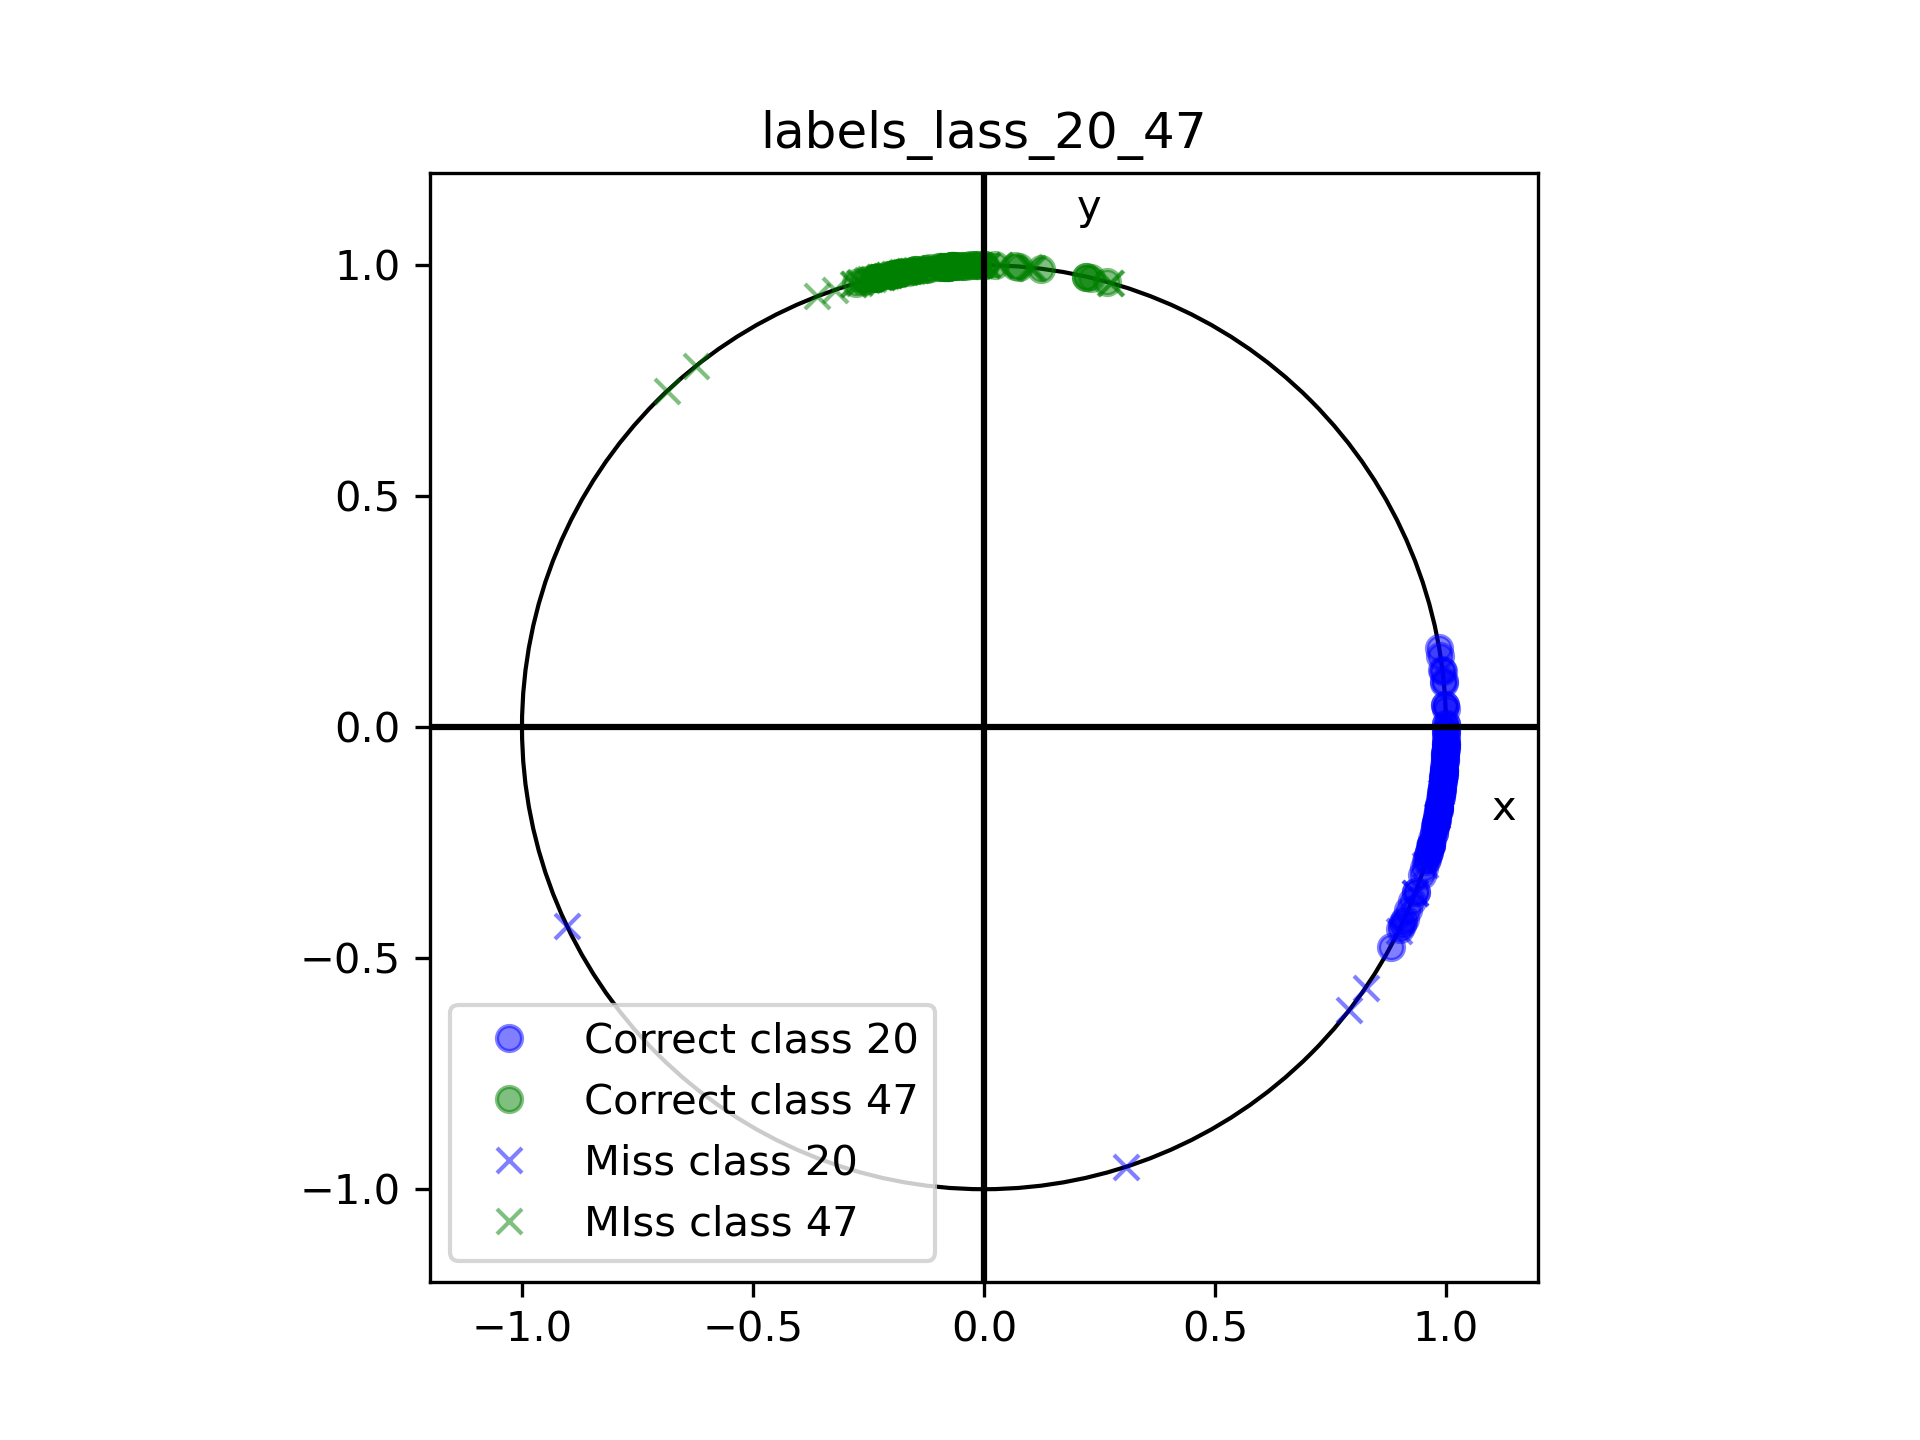 labels_lass_20_47
y
1.0
0.5
0.0
x
−0.5
−1.0
Correct class 20
Correct class 47
Miss class 20
MIss class 47
−1.0 −0.5 0.0 0.5 1.0